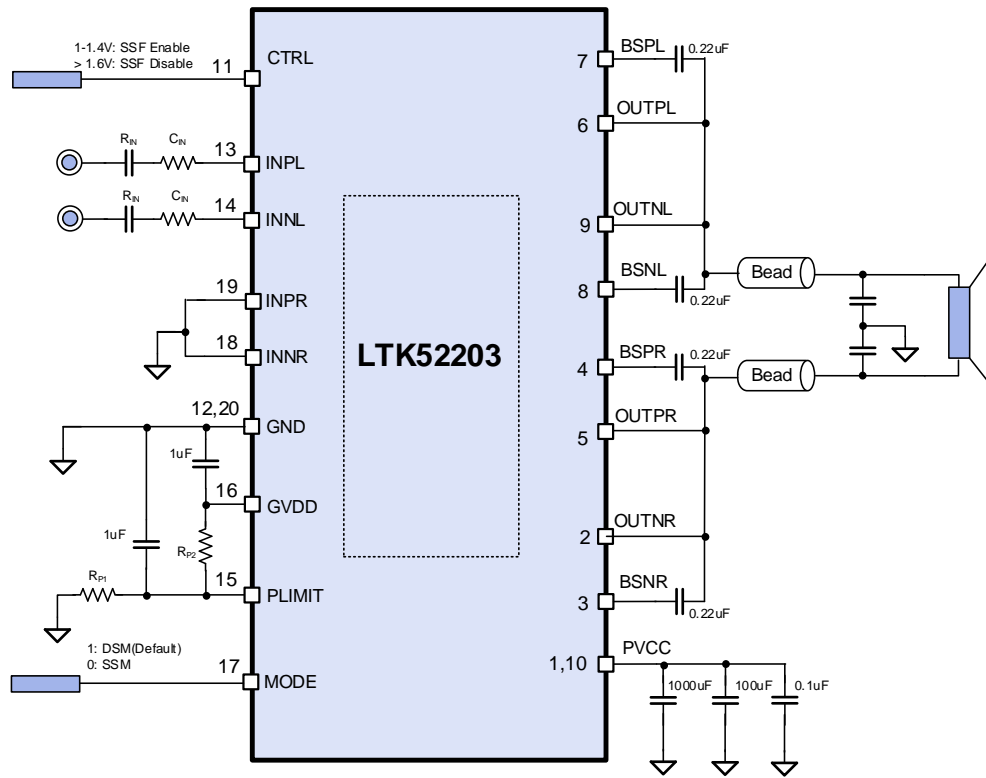 1-1.4V: SSF Enable
> 1.6V: SSF Disable
11
CTRL
RIN
CIN
13
INPL
RIN
CIN
14
INNL
19
INPR
18
INNR
12,20
GND
1uF
16
GVDD
1uF
RP2
RP1
15
PLIMIT
1: DSM(Default)
0: SSM
17
MODE
LTK52203
BSPL
0.22uF
7
OUTPL
6
OUTNL
9
BSNL
8
0.22uF
Bead
BSPR
0.22uF
4
Bead
OUTPR
5
OUTNR
2
BSNR
3
0.22uF
PVCC
1,10
1000uF
100uF
0.1uF